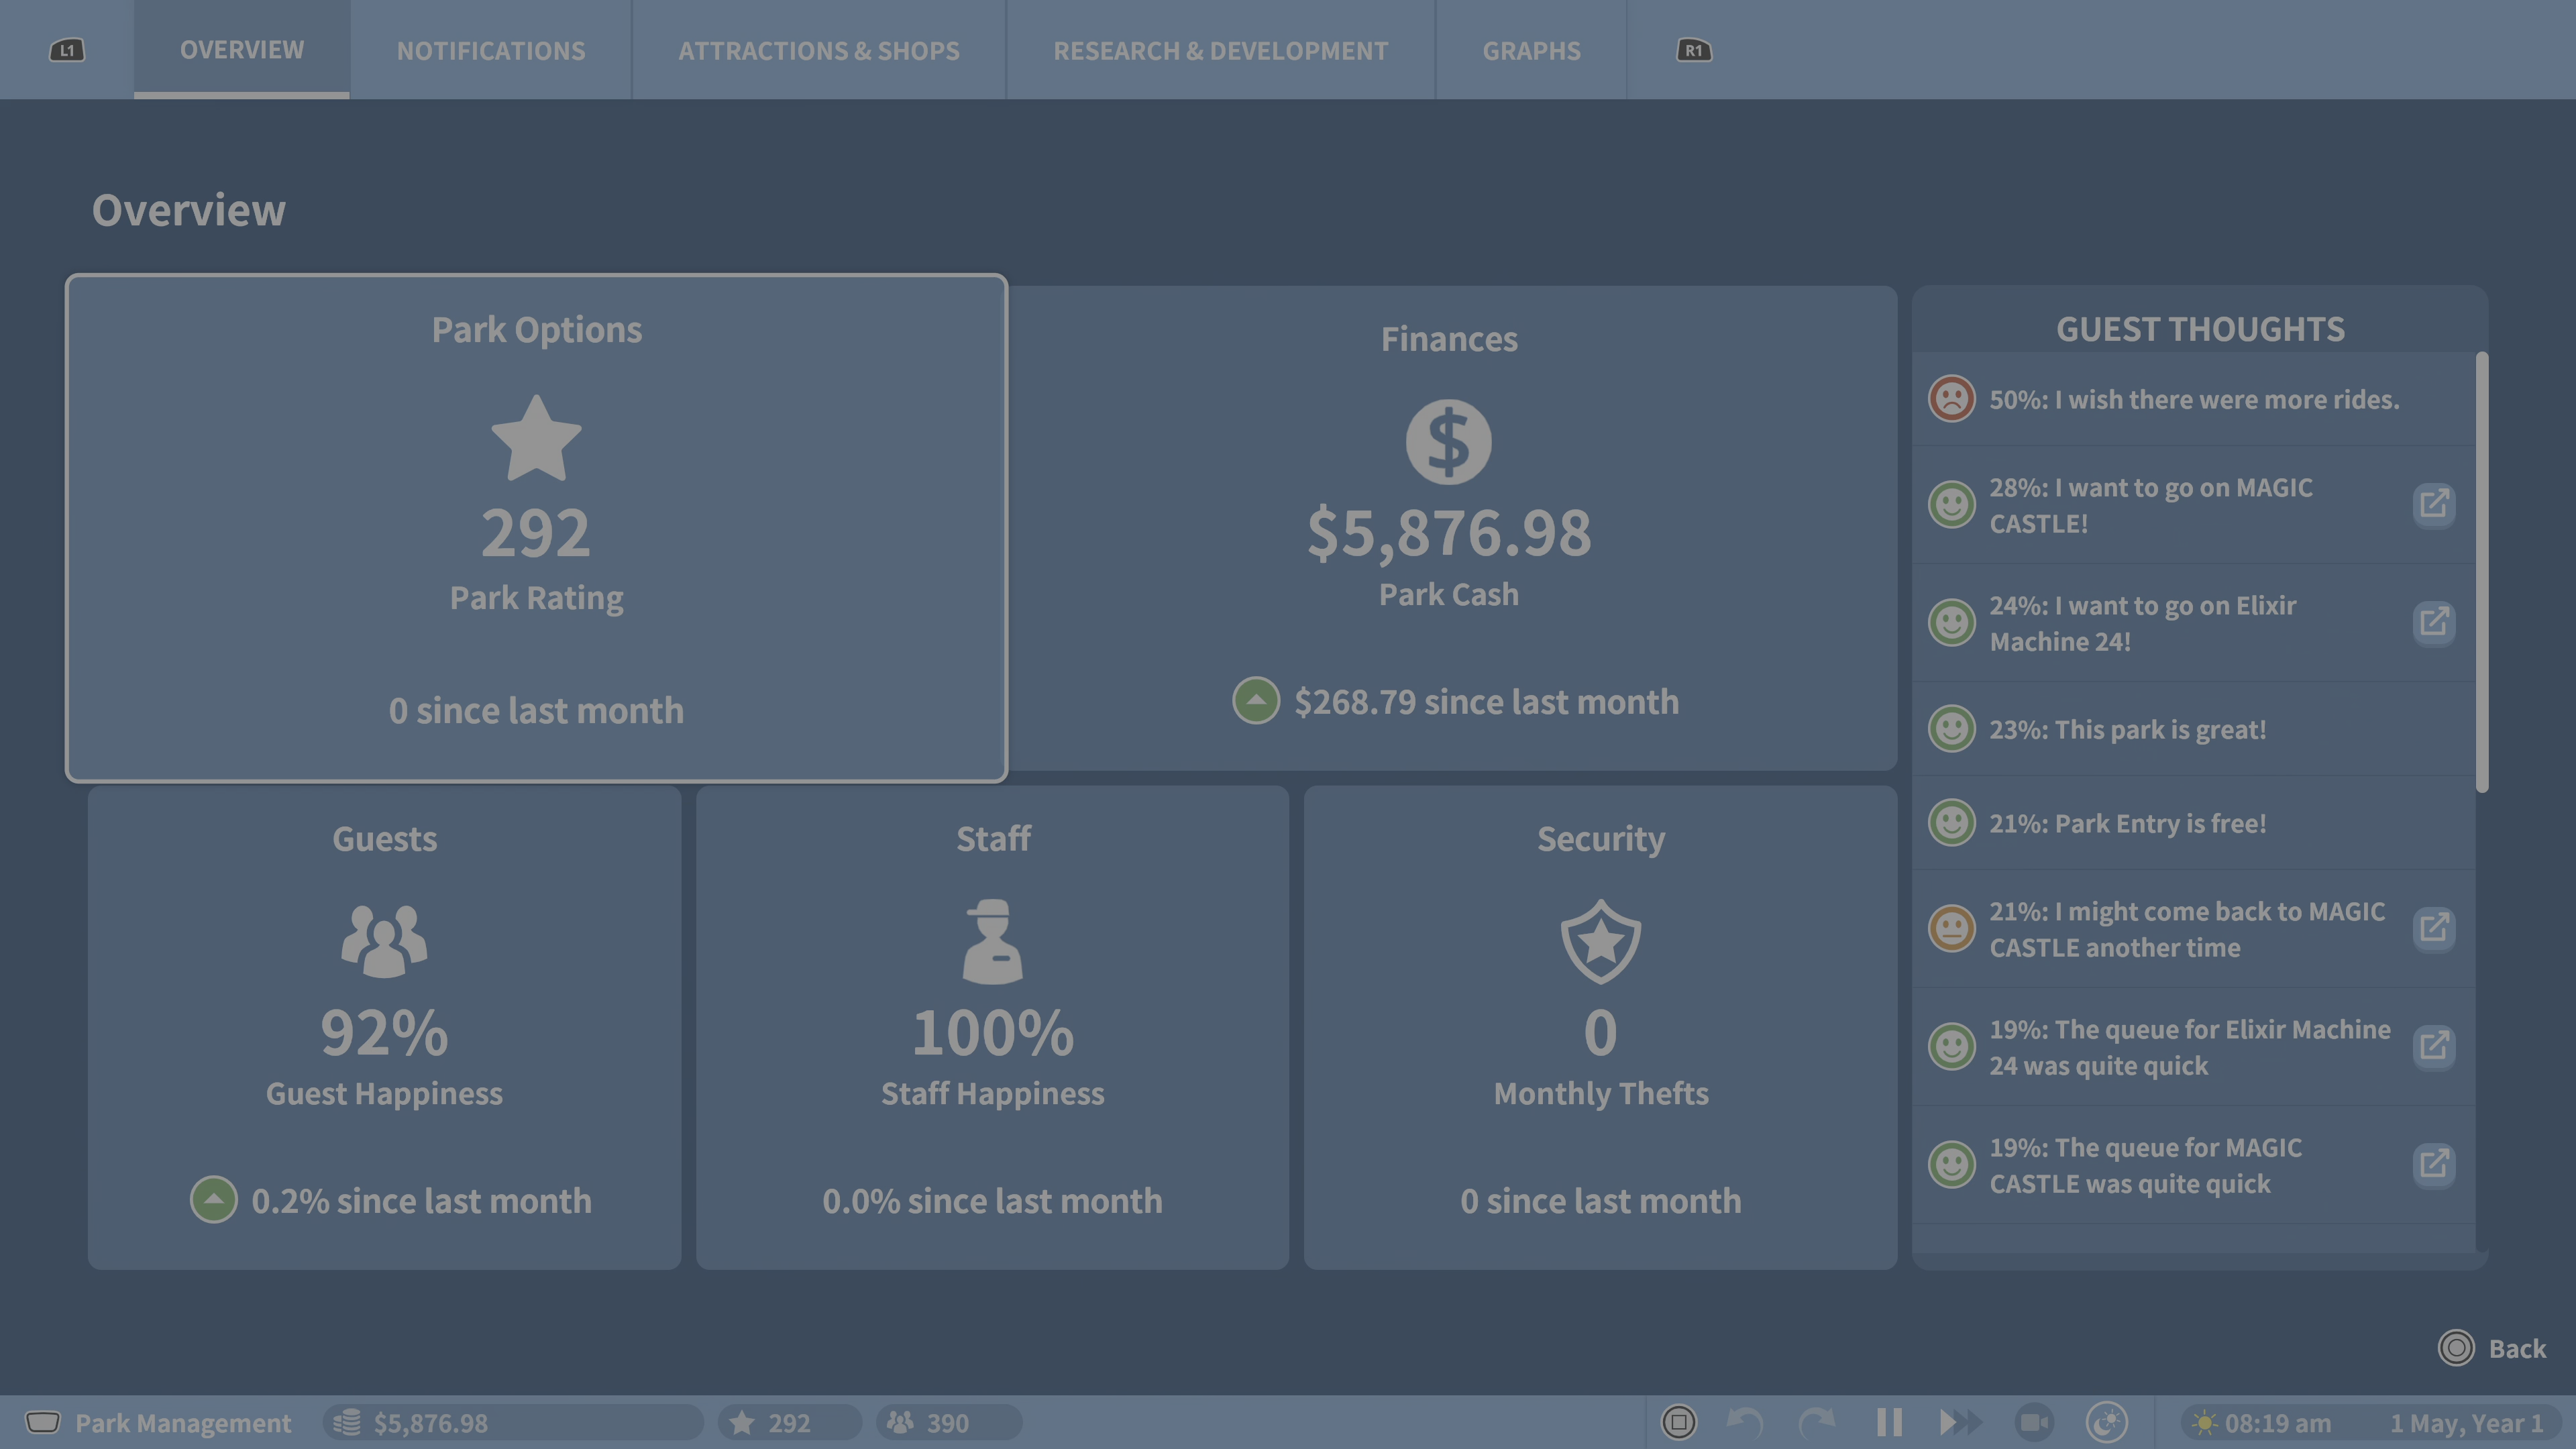 L1
OVERVIEW
NOTIFICATIONS
ATTRACTIONS & SHOPS
RESEARCH & DEVELOPMENT
GRAPHS
R1
Overview
Park Options
292
Park Rating
0 since last month
Finances
$
$5,876.98
Park Cash
$268.79 since last month
Guests
92%
Guest Happiness
0.2% since last month
Staff
100%
Staff Happiness
0.0% since last month
Security
0
Monthly Thefts
0 since last month
GUEST THOUGHTS
50%: I wish there were more rides.
28%: I want to go on MAGIC
CASTLE!
24%: I want to go on Elixir
Machine 24!
23%: This park is great!
21%: Park Entry is free!
21%: I might come back to MAGIC
CASTLE another time
19%: The queue for Elixir Machine
24 was quite quick
19%: The queue for MAGIC
CASTLE was quite quick
Back
Park Management
$5,876.98
292
390
08:19 am
1 May, Year 1